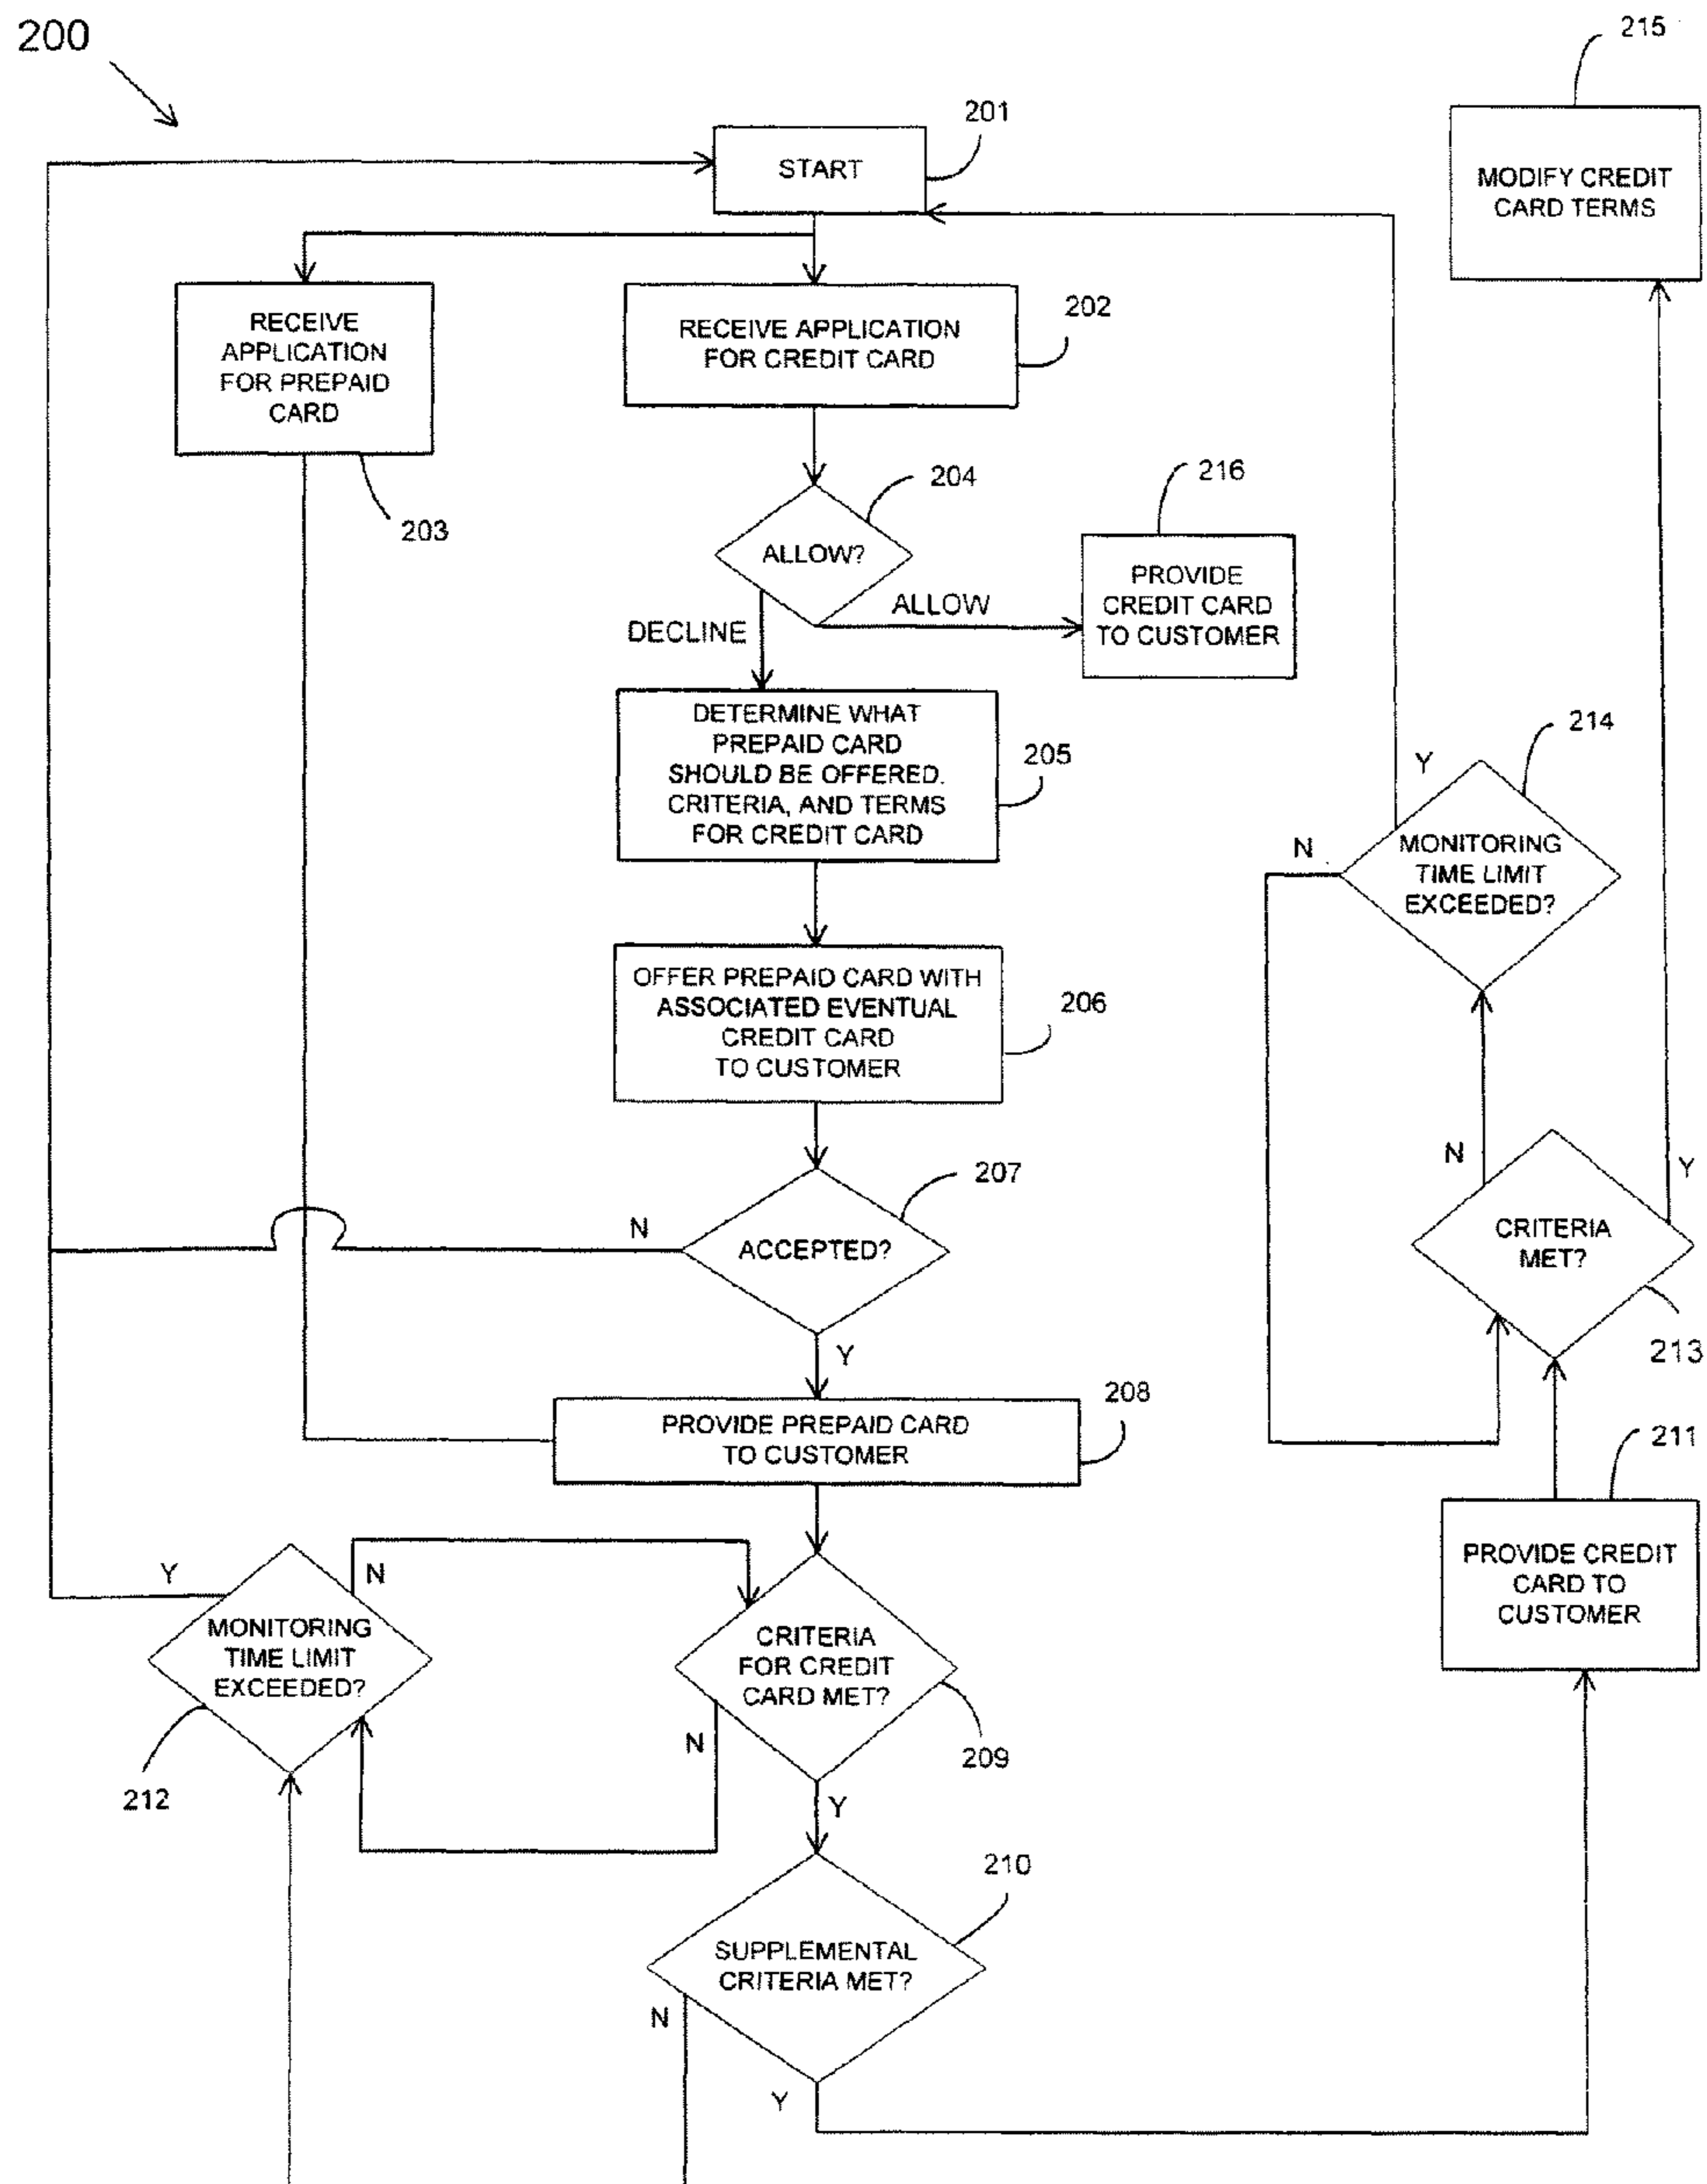 200
215
201
START
MODIFY CREDIT
CARD TERMS
RECEIVE
APPLICATION
FOR PREPAID
CARD
203
202
RECEIVE APPLICATION
FOR CREDIT CARD
204
ALLOW?
ALLOW
DECLINE
216
PROVIDE
CREDIT CARD
TO CUSTOMER
DETERMINE WHAT
PREPAID CARD
SHOULD BE OFFERED.
CRITERIA, AND TERMS
FOR CREDIT CARD
205
214
Y
N
MONITORING
TIME LIMIT
EXCEEDED?
OFFER PREPAID CARD WITH
ASSOCIATED EVENTUAL
CREDIT CARD
TO CUSTOMER
206
N
Y
CRITERIA
MET?
213
207
N
ACCEPTED?
Y
208
PROVIDE PREPAID CARD
TO CUSTOMER
211
PROVIDE CREDIT
CARD TO
CUSTOMER
Y
N
MONITORING
TIME LIMIT
EXCEEDED?
212
CRITERIA
FOR CREDIT
CARD MET?
N
209
Y
210
SUPPLEMENTAL
CRITERIA MET?
N
Y